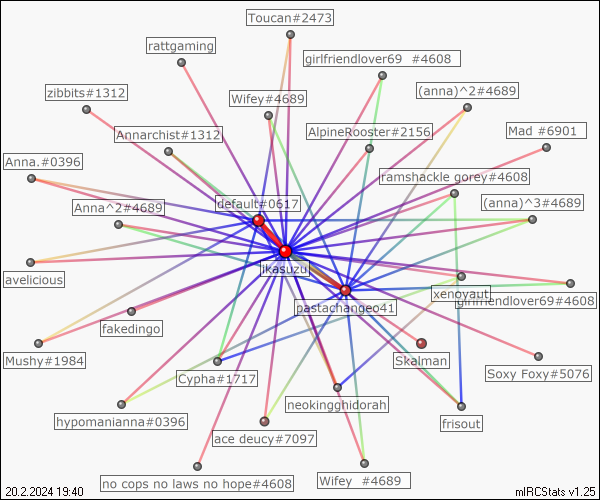 Toucan#2473
rattgaming
girlfriendlover69 #4608
zibbits#1312
Wifey#4689
(anna)^2#4689
Annarchist#1312
AlpineRooster#2156
Mad #6901
Anna.#0396
ramshackle gorey#4608
Anna^2#4689
default#0617
(anna)^3#4689
jikasuzu
avelicious
xenoyaut
girlfriendlover69#4608
pastachangeo41
fakedingo
Mushy#1984
Skalman
Soxy Foxy#5076
Cypha#1717
neokingghidorah
hypomanianna#0396
ace deucy#7097
frisout
no cops no laws no hope#4608
Wifey #4689
20.2.2024 19:40
mIRCStats v1.25